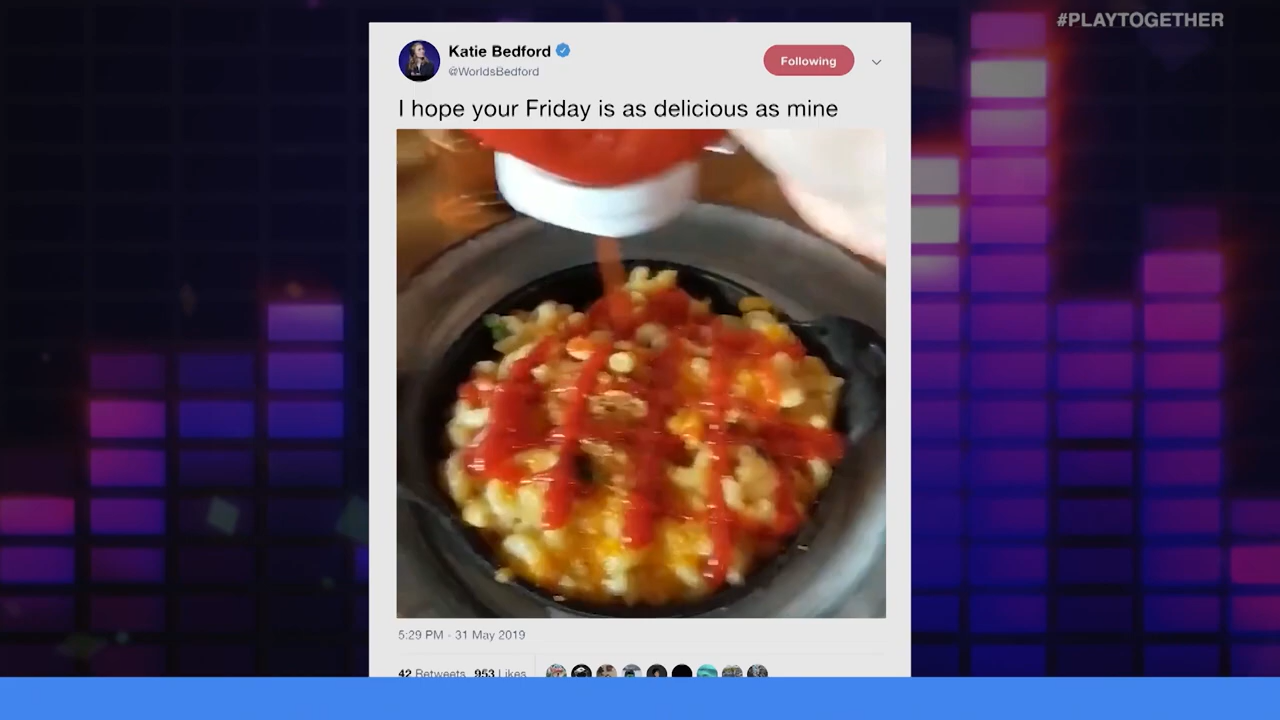 #PLAYTOGETHER
Katie Bedford
@WorldsBedford
Following
I hope your Friday is as delicious as mine
5:29 PM - 31 May 2019
42 Retweets 953 Likes